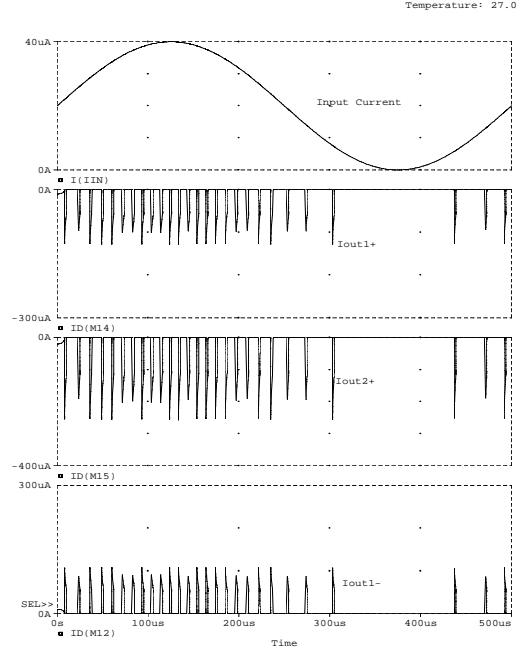 Temperature: 27.0
40uA
Input Current
0A
I(IIN)
0A
Iout1+
-300uA
ID(M14)
0A
Iout2+
-400uA
ID(M15)
300uA
Iout1-
SEL>>
0A
0s 100us 200us 300us 400us 500us
ID(M12)
Time